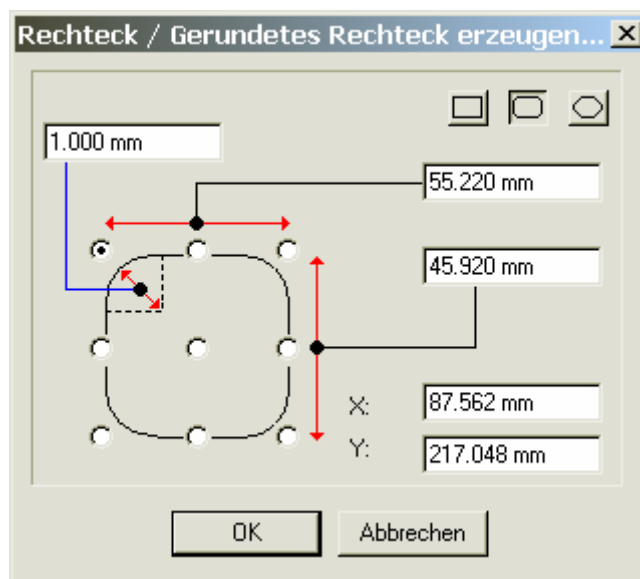 Rechteck / Gerundetes Rechteck erzeugen...
1.000 mm
55.220 mm
45.920 mm
X: 87.562 mm
Y: 217.048 mm
OK Abbrechen